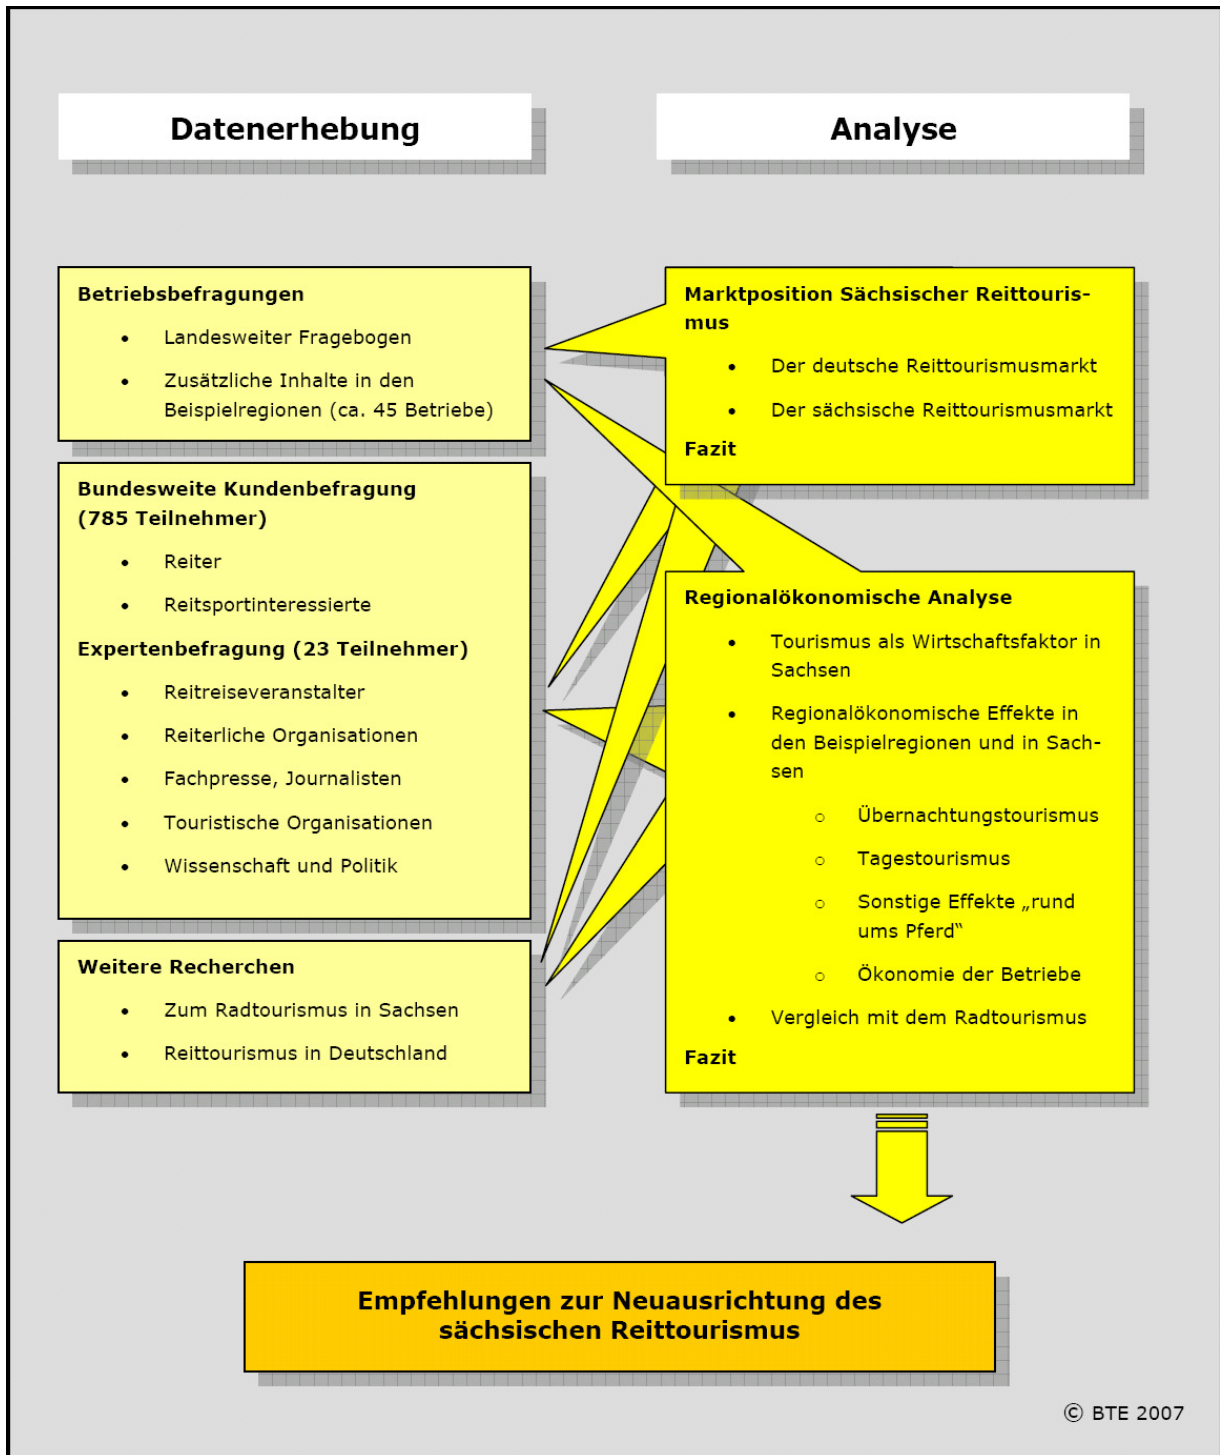 Datenerhebung
Analyse
Betriebsbefragungen
• Landesweiter Fragebogen
• Zusätzliche Inhalte in den
Beispielregionen (ca. 45 Betriebe)
Bundesweite Kundenbefragung
(785 Teilnehmer)
• Reiter
• Reitsportinteressierte
Expertenbefragung (23 Teilnehmer)
• Reitreiseveranstalter
• Reiterliche Organisationen
• Fachpresse, Journalisten
• Touristische Organisationen
• Wissenschaft und Politik
Weitere Recherchen
• Zum Radtourismus in Sachsen
• Reittourismus in Deutschland
Marktposition Sächsischer Reittouris-
mus
• Der deutsche Reittourismusmarkt
• Der sächsische Reittourismusmarkt
Fazit
Regionalökonomische Analyse
• Tourismus als Wirtschaftsfaktor in
Sachsen
• Regionalökonomische Effekte in
den Beispielregionen und in Sach-
sen
o Übernachtungstourismus
o Tagestourismus
o Sonstige Effekte „rund
ums Pferd“
o Ökonomie der Betriebe
• Vergleich mit dem Radtourismus
Fazit
Empfehlungen zur Neuausrichtung des
sächsischen Reittourismus
© BTE 2007